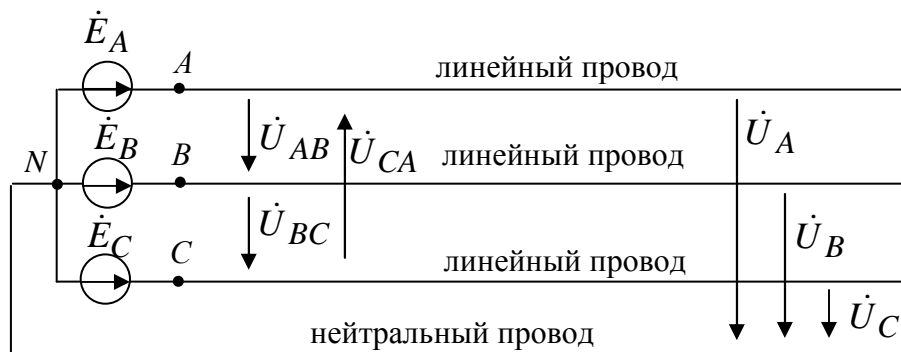 Ė_A
A
линейный провод
Ė_B
U̇_AB
U̇_CA
U̇_A
N
B
линейный провод
Ė_C
U̇_BC
U̇_B
C
линейный провод
U̇_C
нейтральный провод